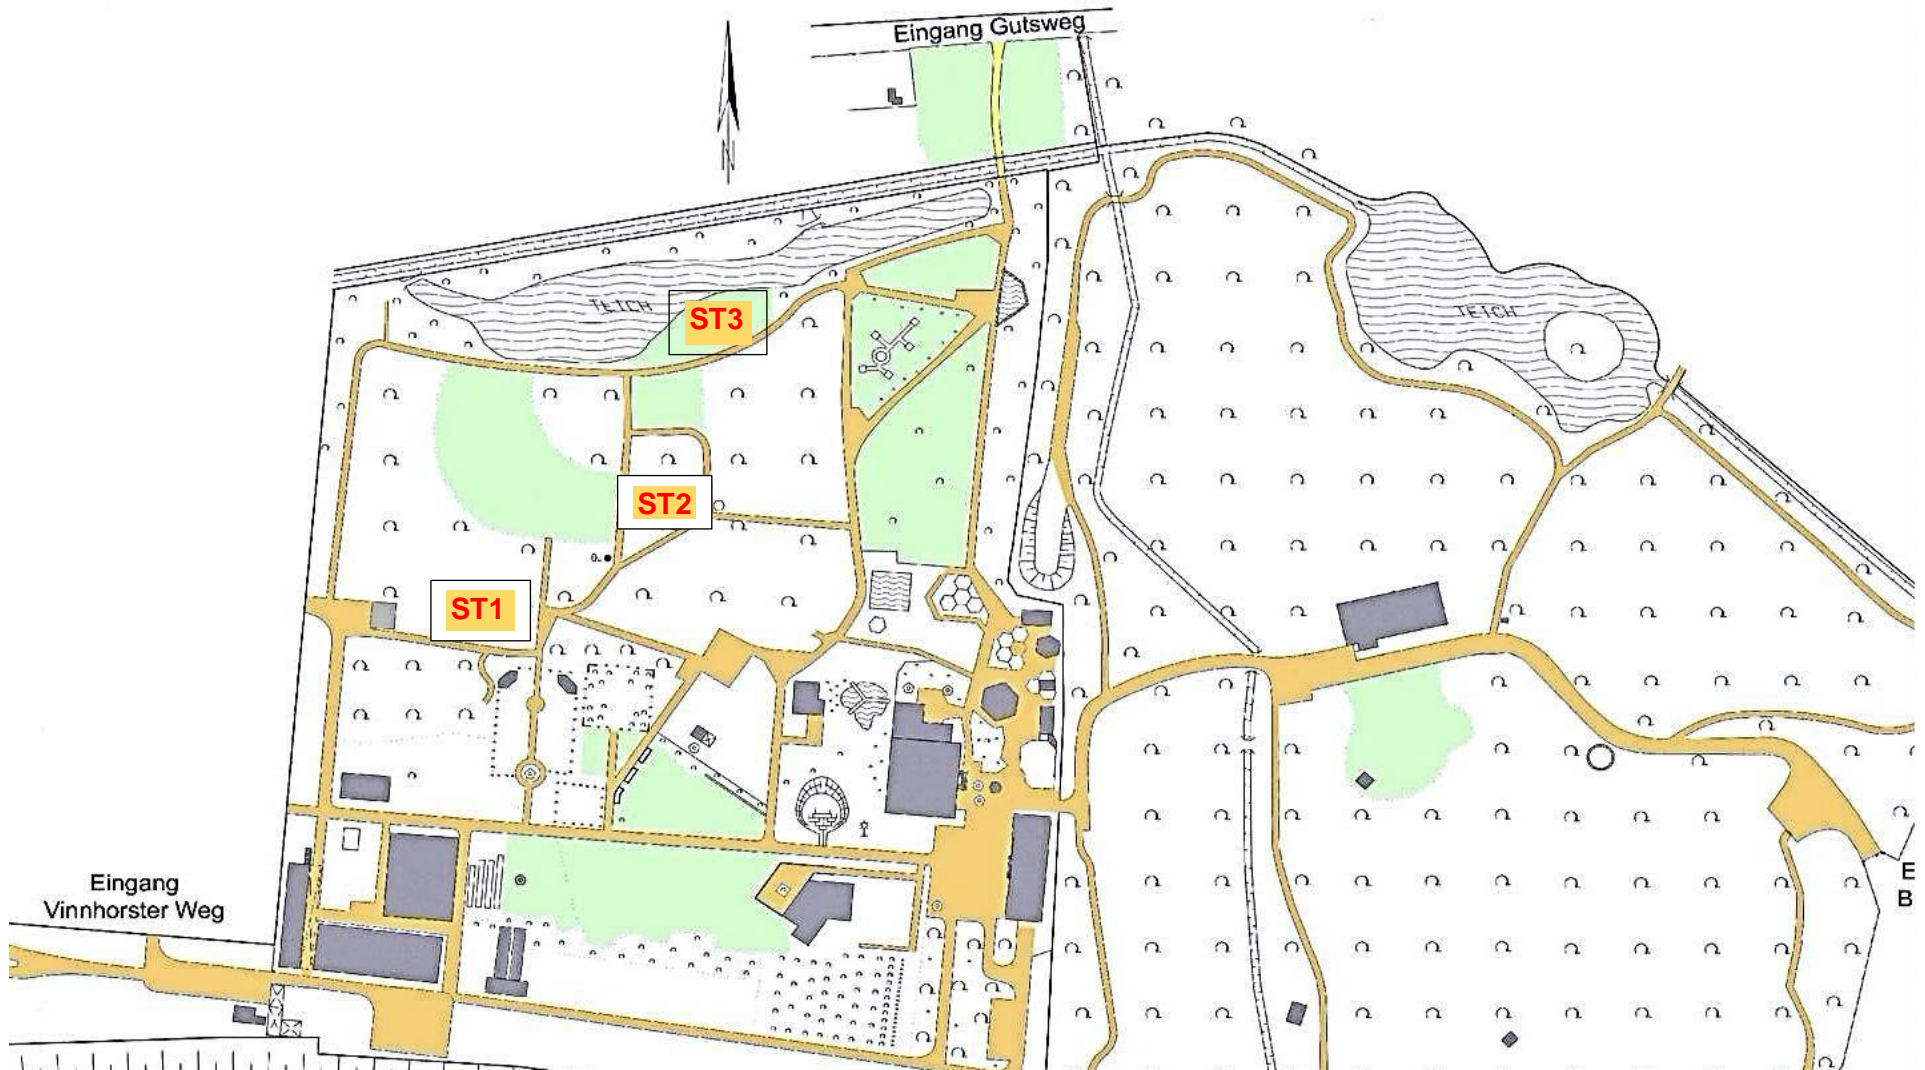 Eingang Gutsweg
N
TEICH
ST3
TEICH
ST2
ST1
Eingang
Vinnhorster Weg
E
B